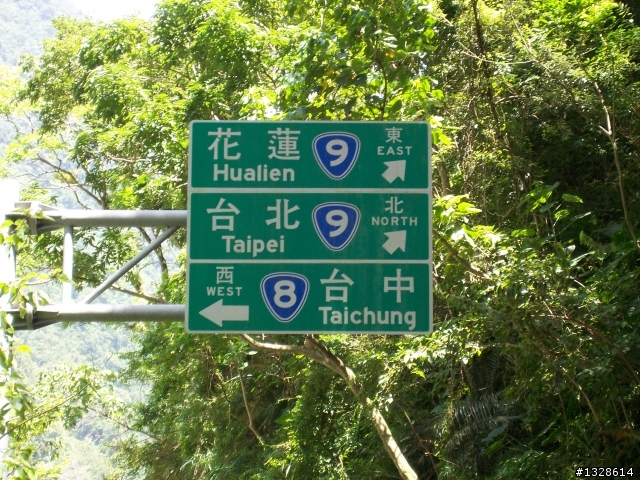 花蓮 9 東
Hualien EAST
台北 9 北
Taipei NORTH
西 8 台中
WEST Taichung
#1328614